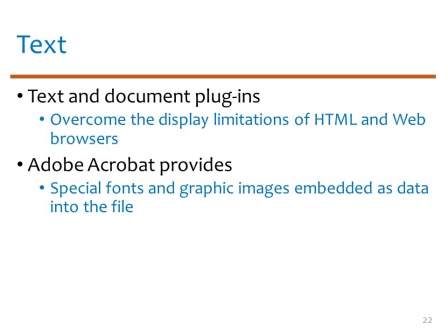 Text
• Text and document plug-ins
• Overcome the display limitations of HTML and Web
browsers
• Adobe Acrobat provides
• Special fonts and graphic images embedded as data
into the file
22